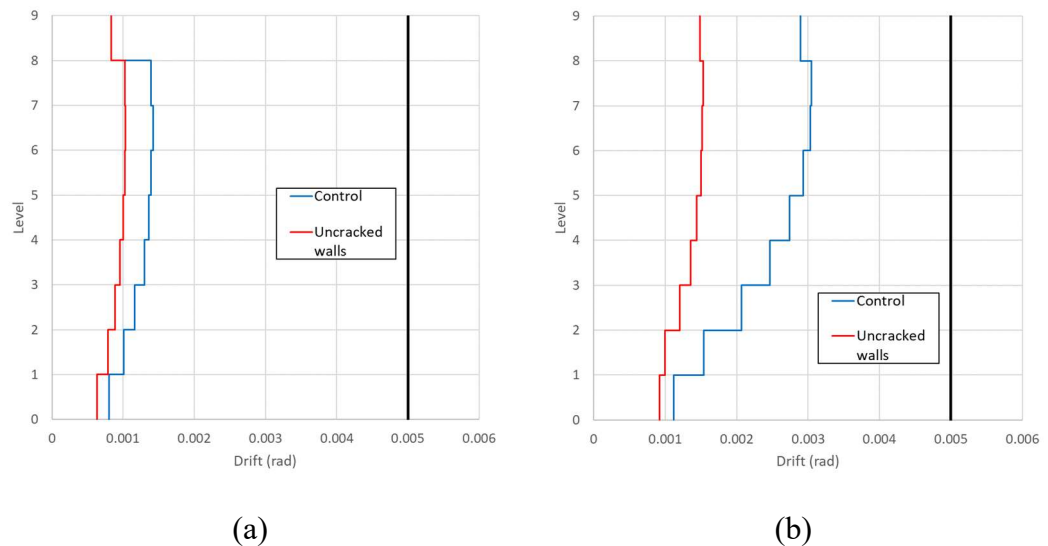 9
8
7
6
5
4
3
2
1
0
Level
0
0.001
0.002
0.003
0.004
0.005
0.006
Drift (rad)
Control
Uncracked
walls
(a)
9
8
7
6
5
4
3
2
1
0
Level
0
0.001
0.002
0.003
0.004
0.005
0.006
Drift (rad)
Control
Uncracked
walls
(b)